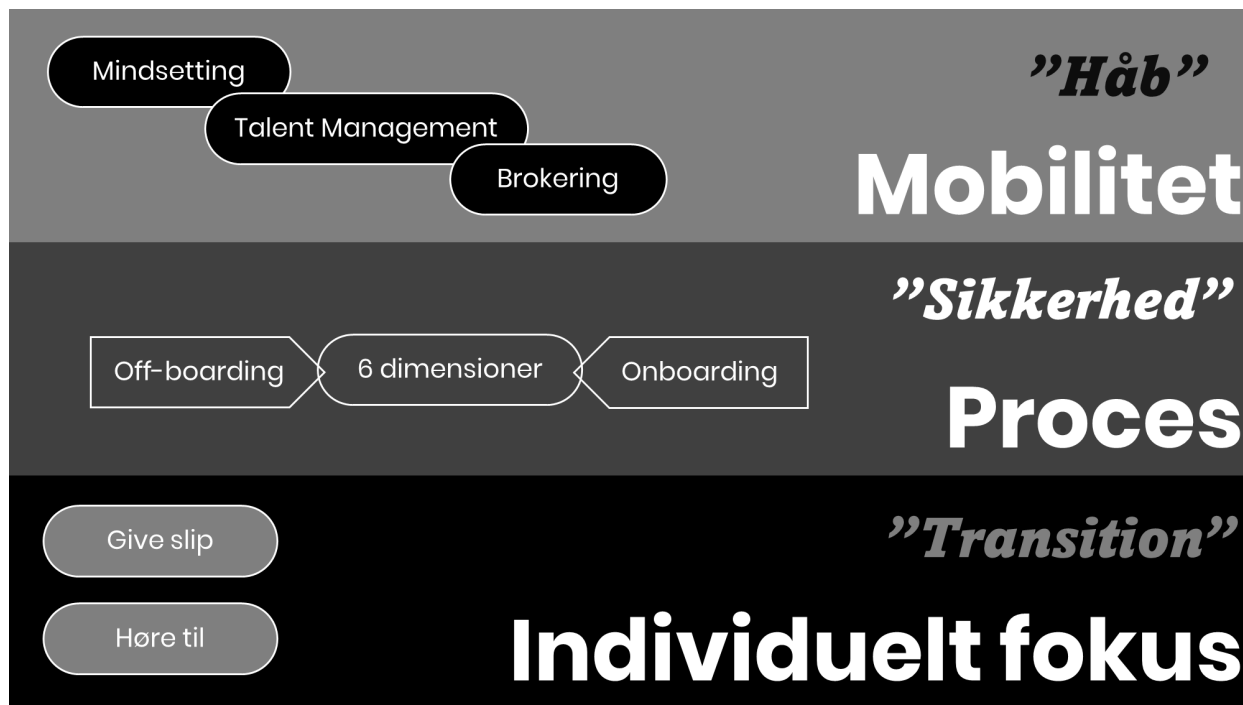 Mindsetting
Talent Management
Brokering
”Håb”
Mobilitet
”Sikkerhed”
Off-boarding
6 dimensioner
Onboarding
Proces
”Transition”
Give slip
Høre til
Individuelt fokus